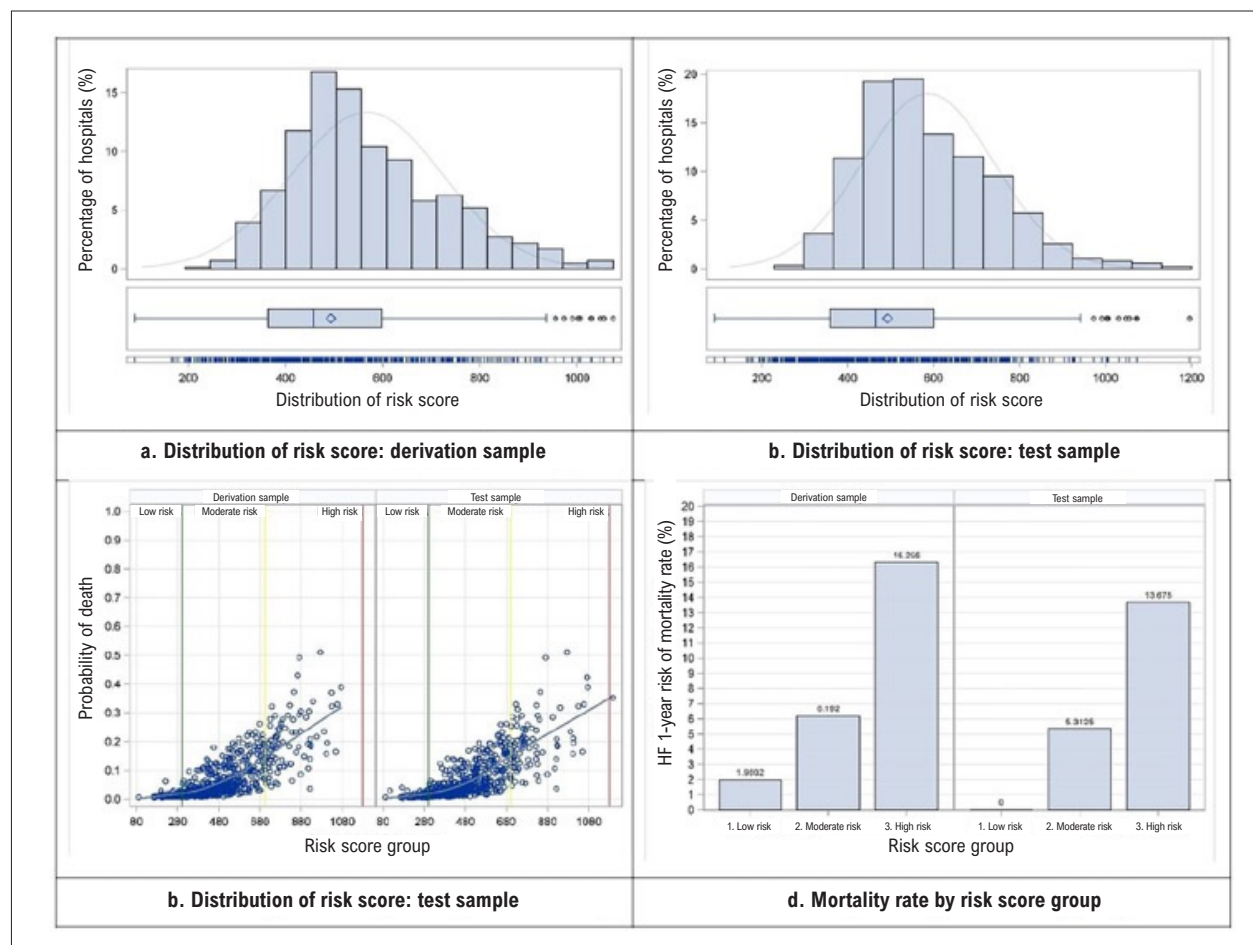 Percentage of hospitals (%)
15
10
5
0
200 400 600 800 1000
Distribution of risk score
a. Distribution of risk score: derivation sample
Percentage of hospitals (%)
20
15
10
5
0
200 400 600 800 1000 1200
Distribution of risk score
b. Distribution of risk score: test sample
Derivation sample Test sample
Low risk Moderate risk High risk Low risk Moderate risk High risk
Probability of death
1.0
0.9
0.8
0.7
0.6
0.5
0.4
0.3
0.2
0.1
0.0
80 280 480 680 880 1080 80 280 480 680 880 1080
Risk score group
b. Distribution of risk score: test sample
Derivation sample Test sample
HF 1-year risk of mortality rate (%)
20
19
18
17
16
15
14
13
12
11
10
9
8
7
6
5
4
3
2
1
0
6.192
0
13.675
1. Low risk 2. Moderate risk 3. High risk 1. Low risk 2. Moderate risk 3. High risk
Risk score group
d. Mortality rate by risk score group